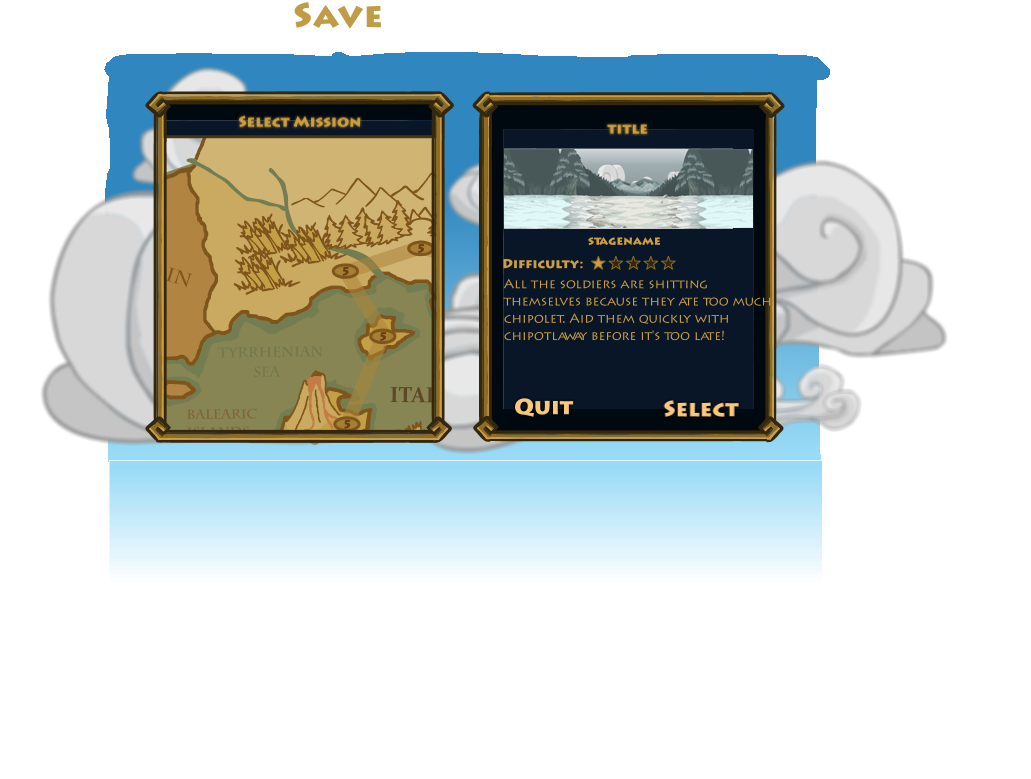 SAVE
SELECT MISSION
5
5
5
TYRRHENIAN
SEA
BALEARIC
ISLANDS
5
TITLE
STAGENAME
DIFFICULTY:
ALL THE SOLDIERS ARE SHITTING
THEMSELVES BECAUSE THEY ATE TOO MUCH
CHIPOLET. AID THEM QUICKLY WITH
CHIPOTLAWAY BEFORE IT'S TOO LATE!
QUIT
SELECT